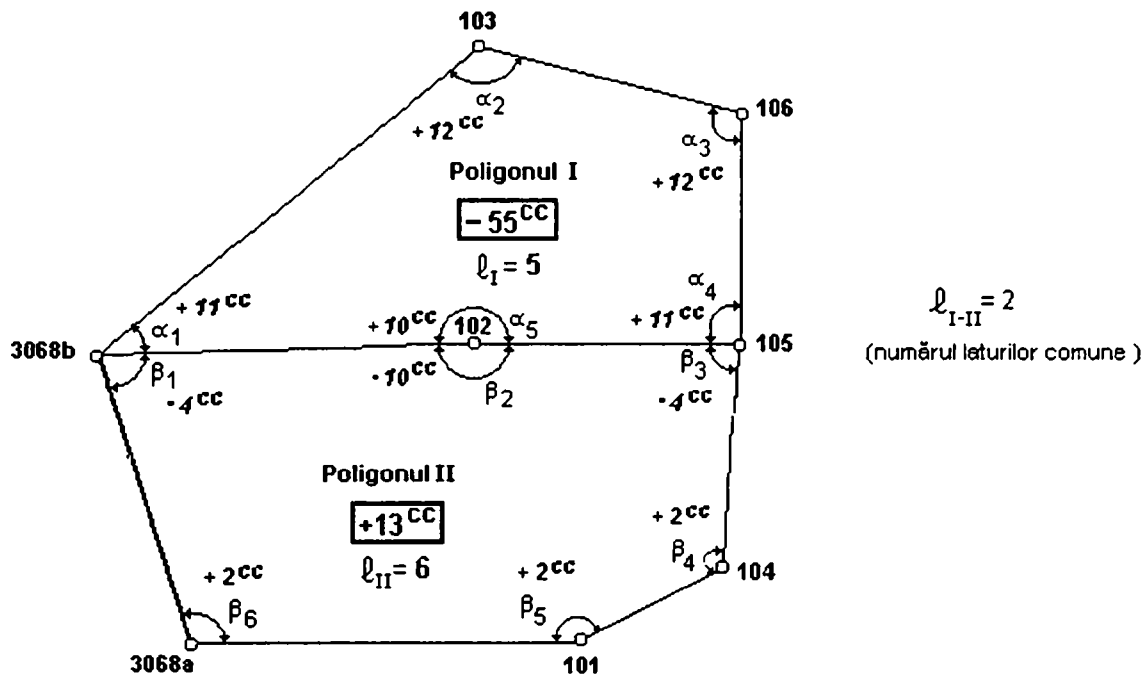 103
106
α2
+12cc
α3
+12cc
Poligonul I
– 55cc
ℓI = 5
+11cc
α1
+10cc
102
α5
α4
+11cc
ℓI-II = 2
(numărul laturilor comune )
3068b
β1
-4cc
-10cc
β2
β3
-4cc
105
Poligonul II
+13cc
ℓII = 6
+2cc
β4
104
+2cc
β6
+2cc
β5
3068a
101